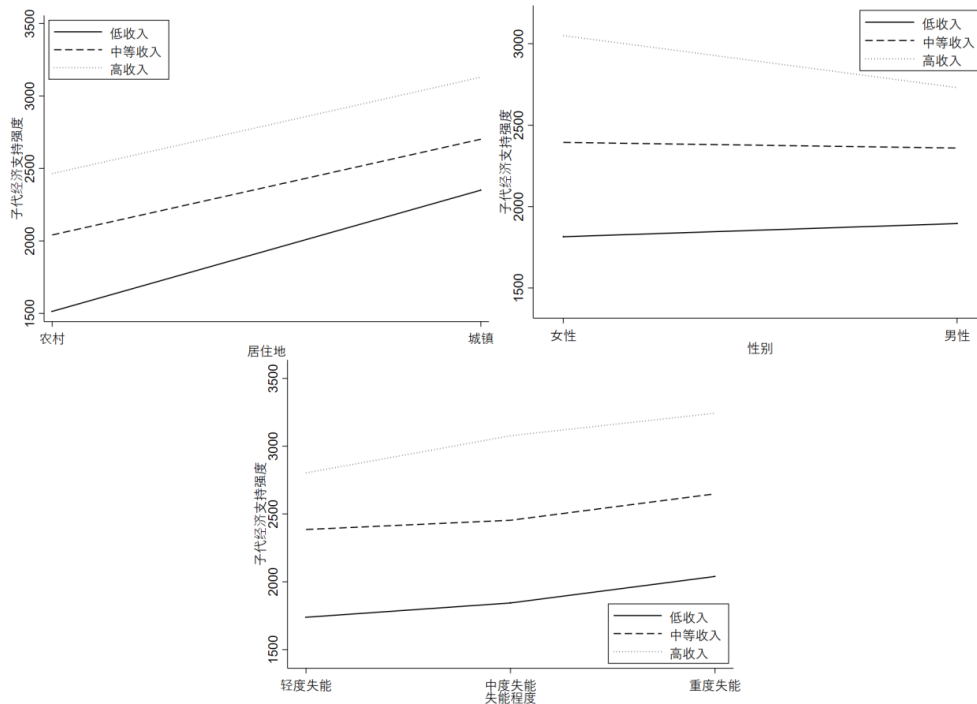 3500
3000
2500
2000
1500
子代经济支持强度
低收入
中等收入
高收入
农村
城镇
居住地
3000
2500
2000
1500
子代经济支持强度
低收入
中等收入
高收入
女性
男性
性别
3500
3000
2500
2000
1500
子代经济支持强度
低收入
中等收入
高收入
轻度失能
中度失能
重度失能
失能程度